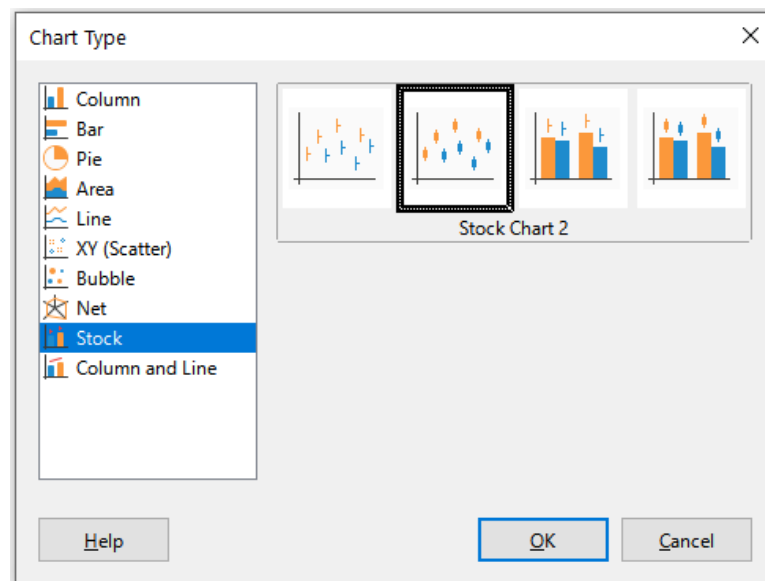 Chart Type
Column
Bar
Pie
Area
Line
XY (Scatter)
Bubble
Net
Stock
Column and Line
Stock Chart 2
Help
OK
Cancel